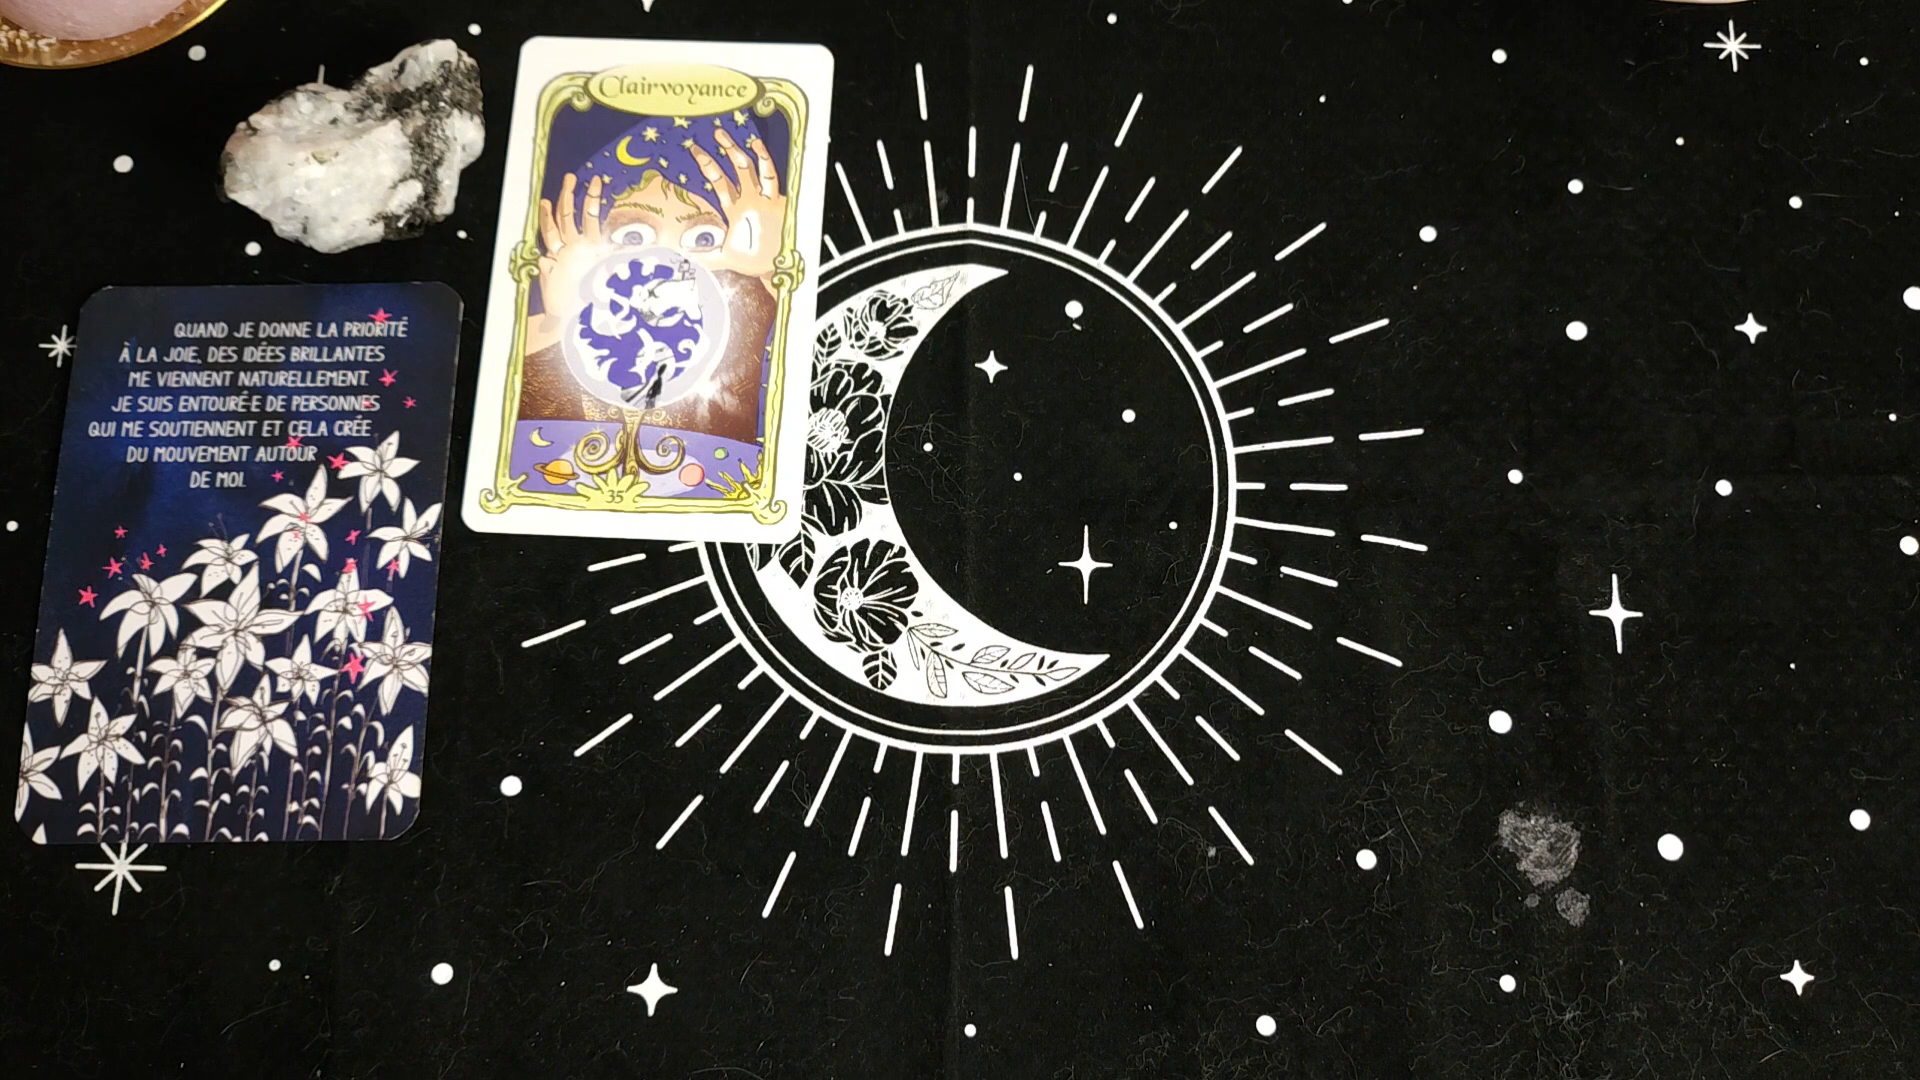 Clairvoyance
35
QUAND JE DONNE LA PRIORITÉ
À LA JOIE, DES IDÉES BRILLANTES
ME VIENNENT NATURELLEMENT.
JE SUIS ENTOURÉ·E DE PERSONNES
QUI ME SOUTIENNENT ET CELA CRÉE
DU MOUVEMENT AUTOUR
DE MOI.